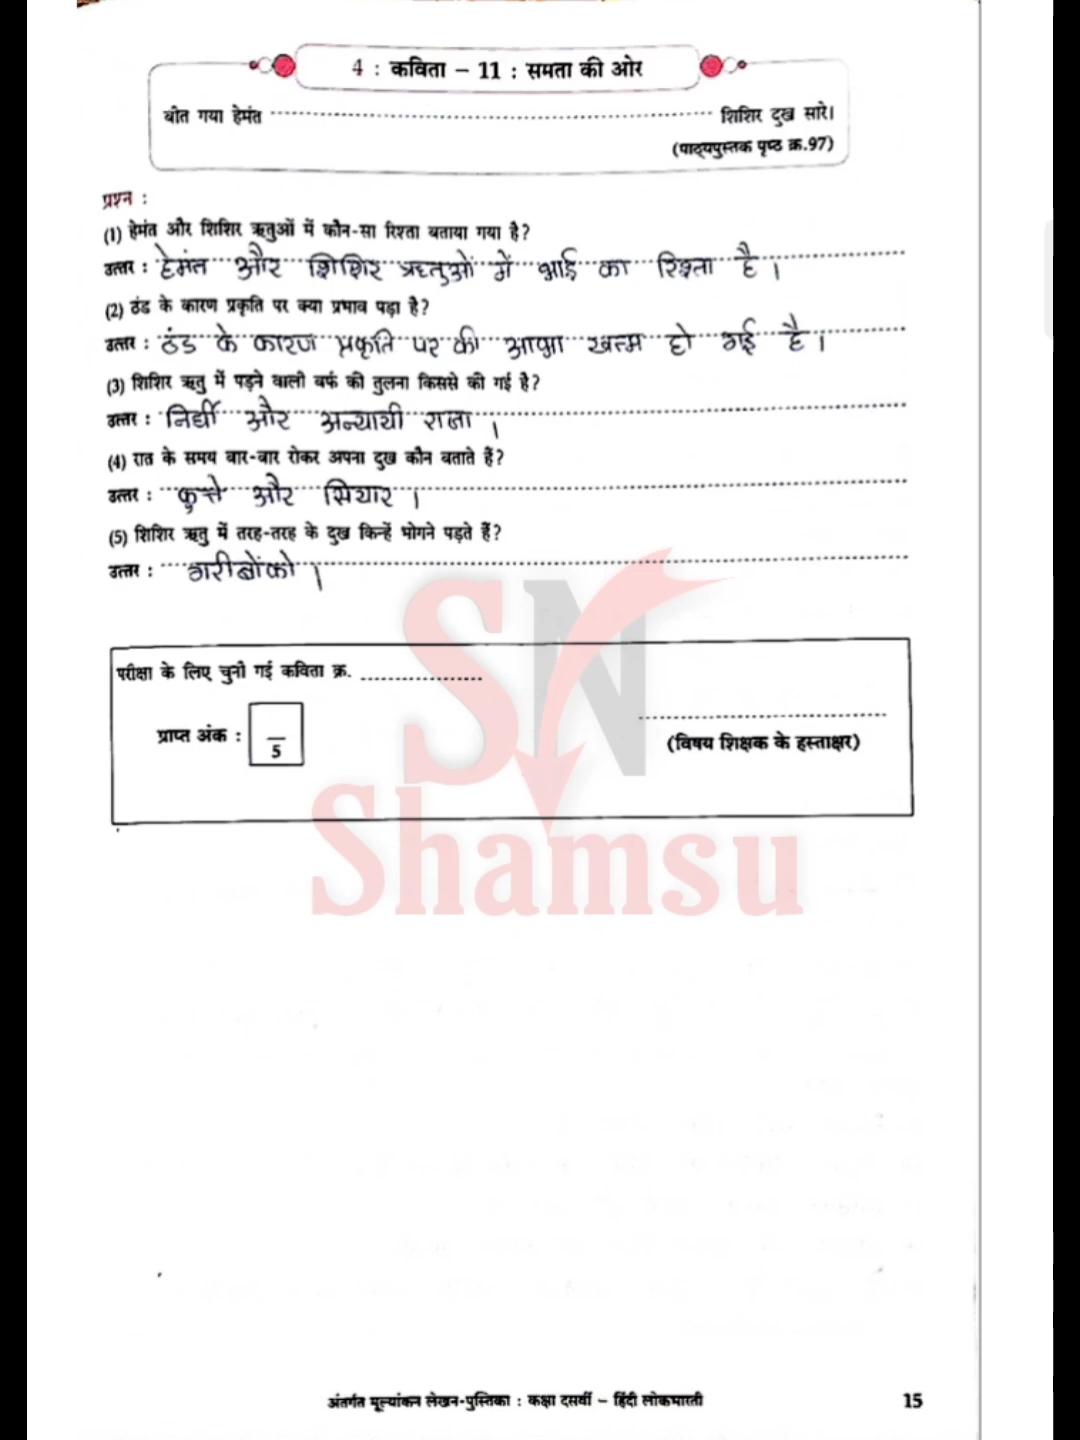 4 : कविता – 11 : समता की ओर
बीत गया हेमंत ........................ शिशिर दुख सारे।
(पाठ्यपुस्तक पृष्ठ क्र.97)
प्रश्न :
(1) हेमंत और शिशिर ऋतुओं में कौन-सा रिश्ता बताया गया है?
उत्तर : हेमंत और शिशिर ऋतुओं में भाई का रिश्ता है।
(2) ठंड के कारण प्रकृति पर क्या प्रभाव पड़ा है?
उत्तर : ठंड के कारण प्रकृति पर की आभा खत्म हो गई है।
(3) शिशिर ऋतु में पड़ने वाली बर्फ की तुलना किससे की गई है?
उत्तर : और अन्यायी राजा।
(4) रात के समय बार-बार रोकर अपना दुख कौन बताते हैं?
उत्तर : कुत्ते और सियार।
(5) शिशिर ऋतु में तरह-तरह के दुख किन्हें भोगने पड़ते हैं?
उत्तर : गरीबोंको।
SN
परीक्षा के लिए चुनी गई कविता क्र. ...................
प्राप्त अंक : — 5
(विषय शिक्षक के हस्ताक्षर)
Shamsu
अंतर्गत मूल्यांकन लेखन-पुस्तिका : कक्षा दसवीं – हिंदी लोकभारती 15